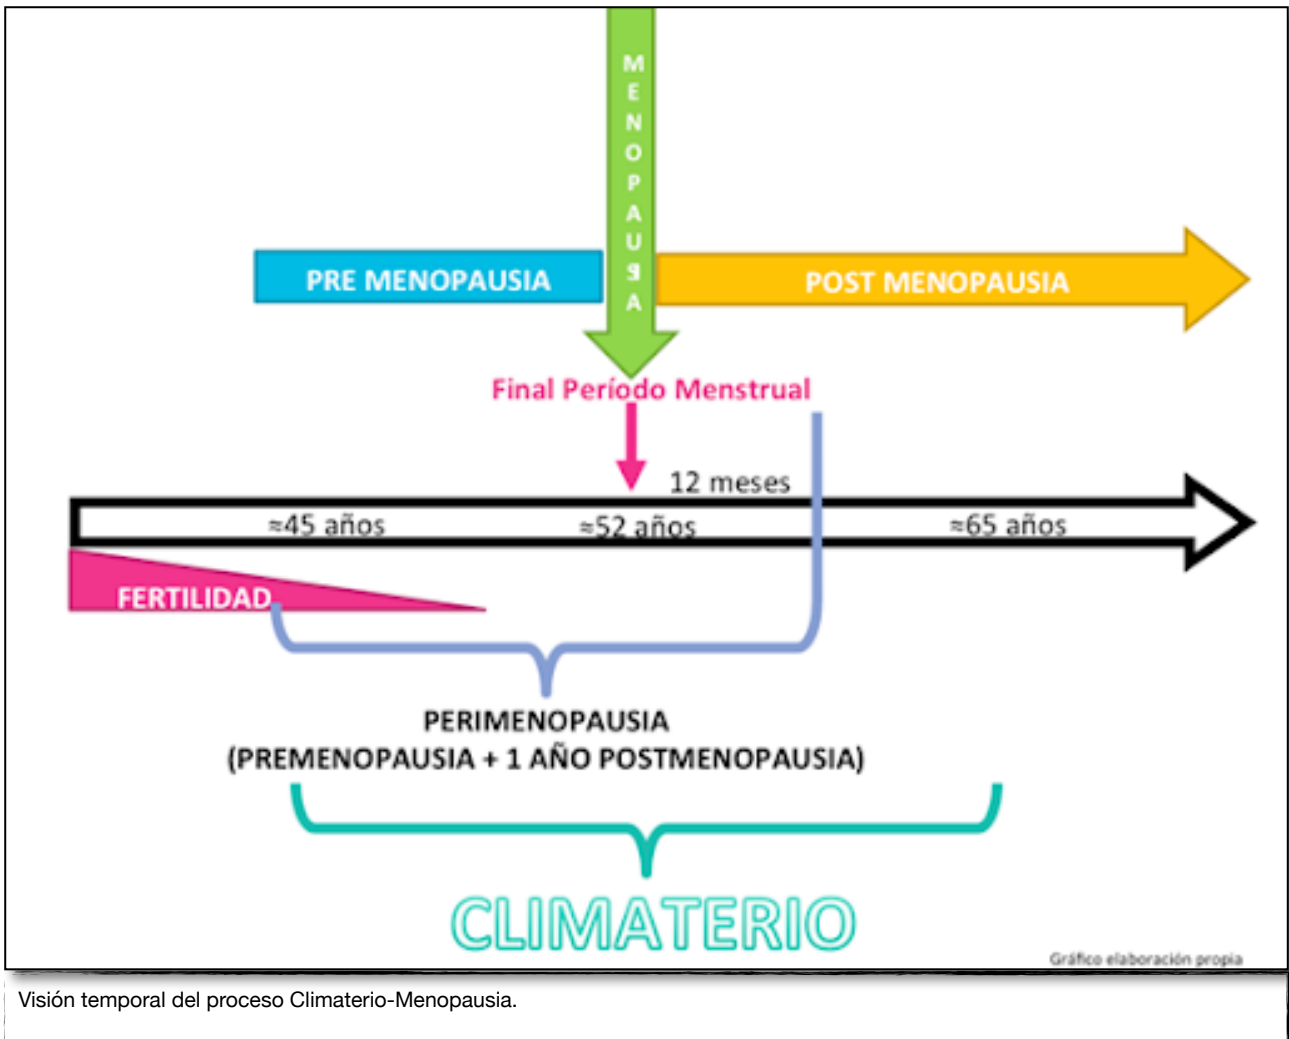 MENOPAUSA
PRE MENOPAUSIA
POST MENOPAUSIA
Final Período Menstrual
12 meses
≈45 años
≈52 años
≈65 años
FERTILIDAD
PERIMENOPAUSIA
(PREMENOPAUSIA + 1 AÑO POSTMENOPAUSIA)
CLIMATERIO
Gráfico elaboración propia
Visión temporal del proceso Climaterio-Menopausia.